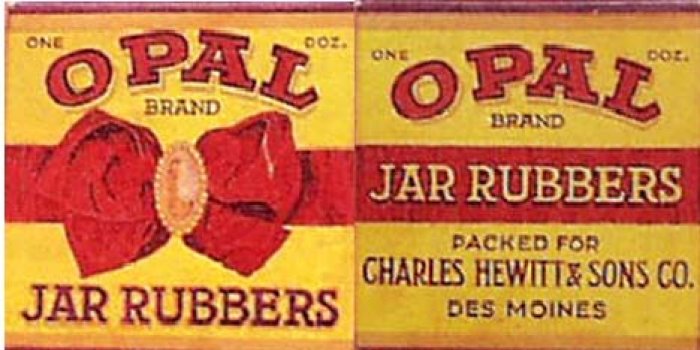 ONE DOZ.
OPAL
BRAND
JAR RUBBERS
ONE DOZ.
OPAL
BRAND
JAR RUBBERS
PACKED FOR
CHARLES HEWITT & SONS CO.
DES MOINES